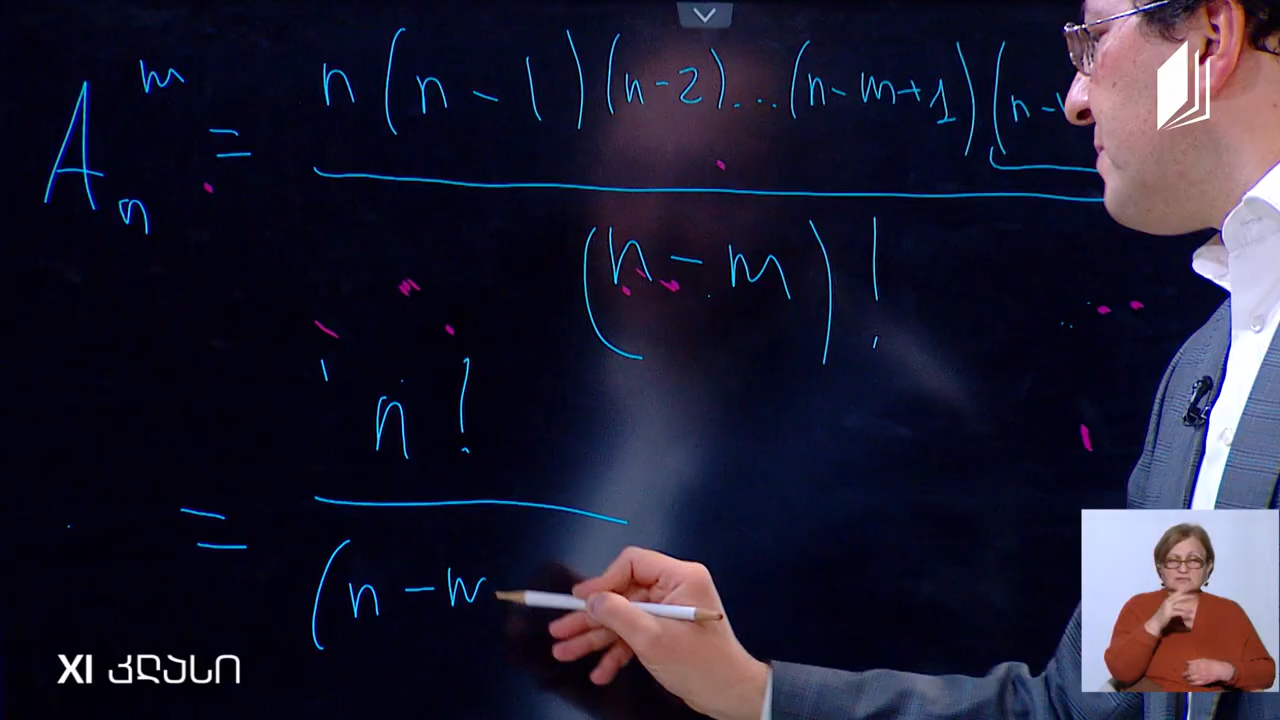 A_n^m = n(n-1)(n-2)...(n-m+1)(n-
(n-m)!
= n!
(n-m
XI კლასი